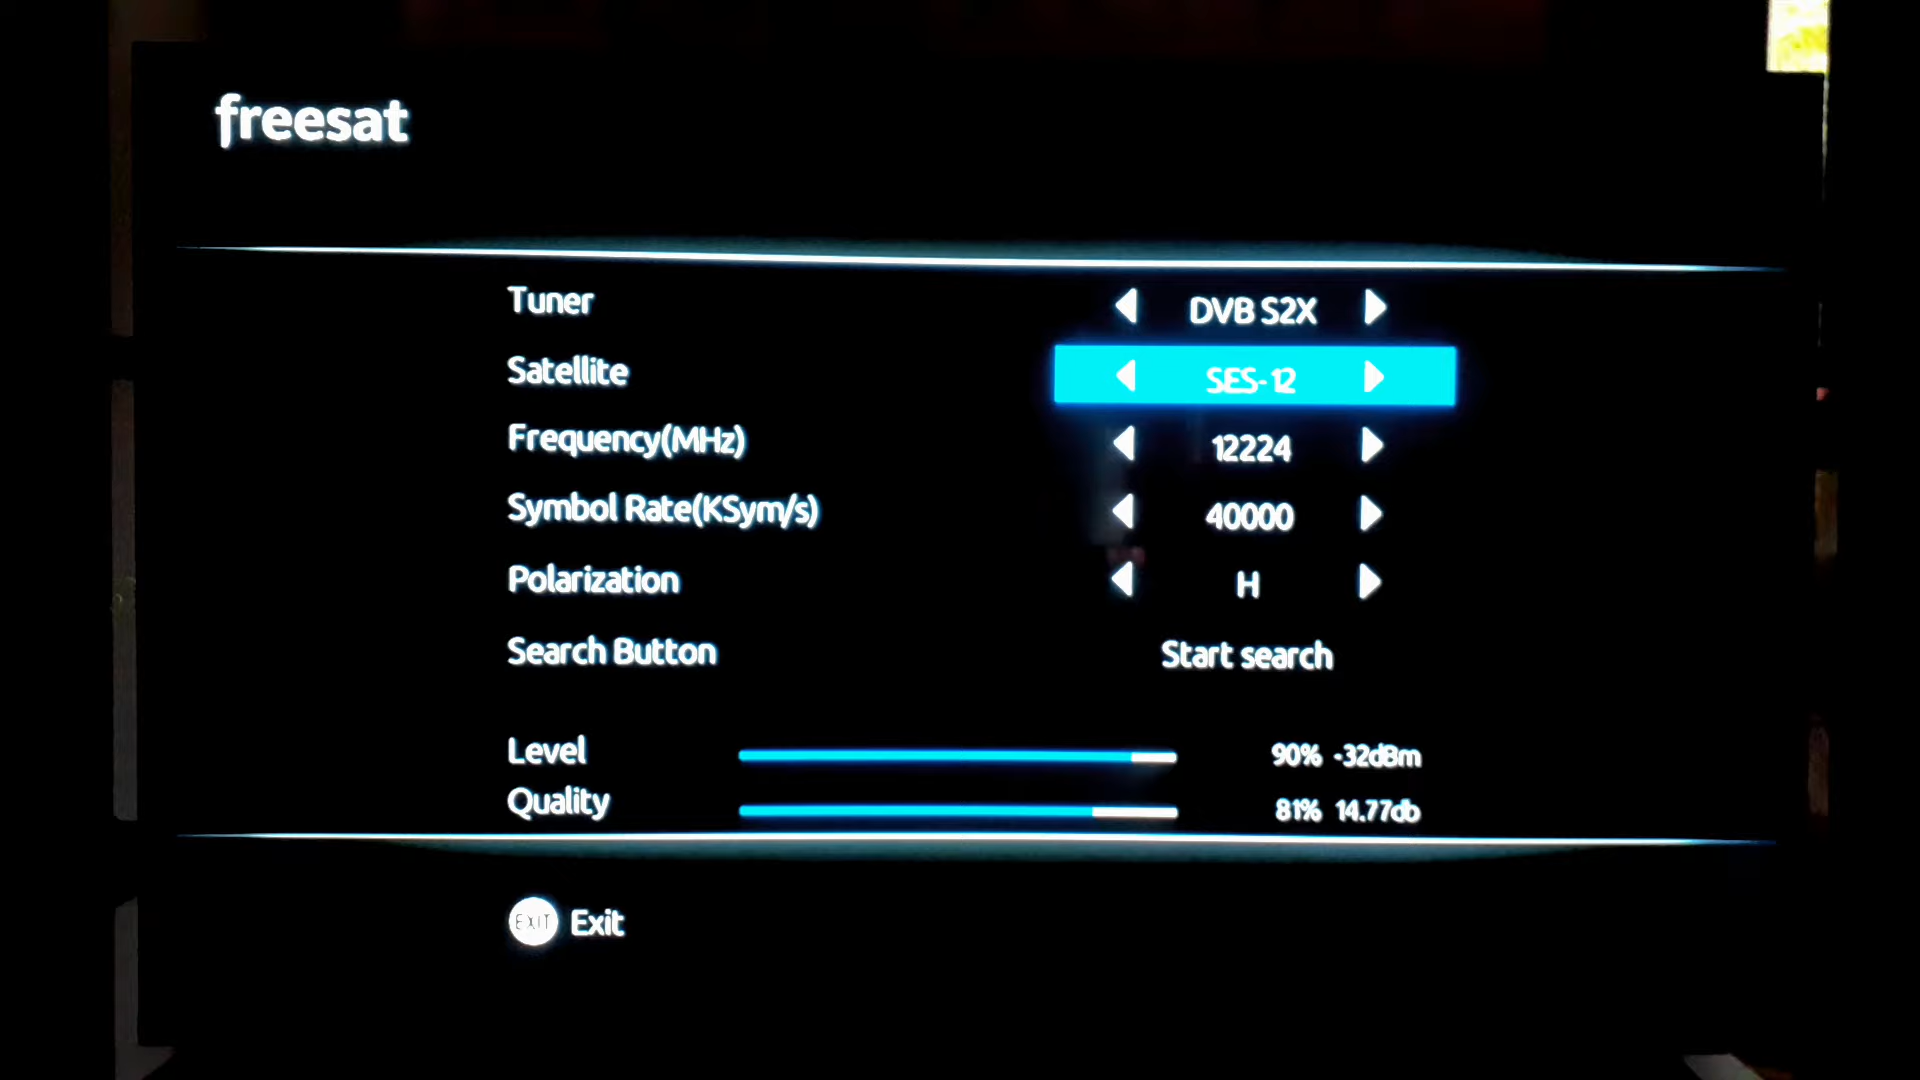 freesat
Tuner DVB S2X
Satellite SES-12
Frequency(MHz) 12224
Symbol Rate(KSym/s) 40000
Polarization H
Search Button Start search
Level 90% -32dBm
Quality 81% 14.77db
EXIT Exit